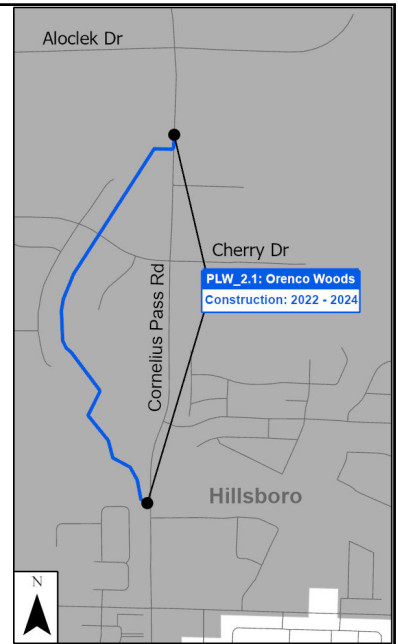 Aloclek Dr
Cherry Dr
PLW_2.1: Orenco Woods
Construction: 2022 - 2024
Cornelius Pass Rd
Hillsboro
N